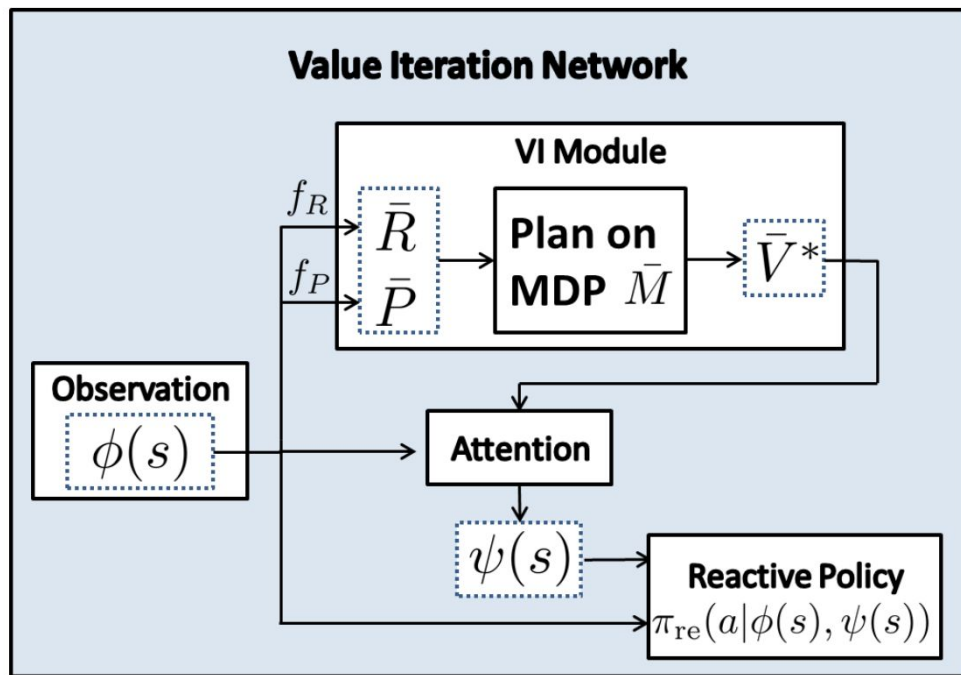 Value Iteration Network
VI Module
f_R
R̄
f_P
P̄
Plan on
MDP M̄
V̄*
Observation
ϕ(s)
Attention
ψ(s)
Reactive Policy
π_re(a|ϕ(s), ψ(s))